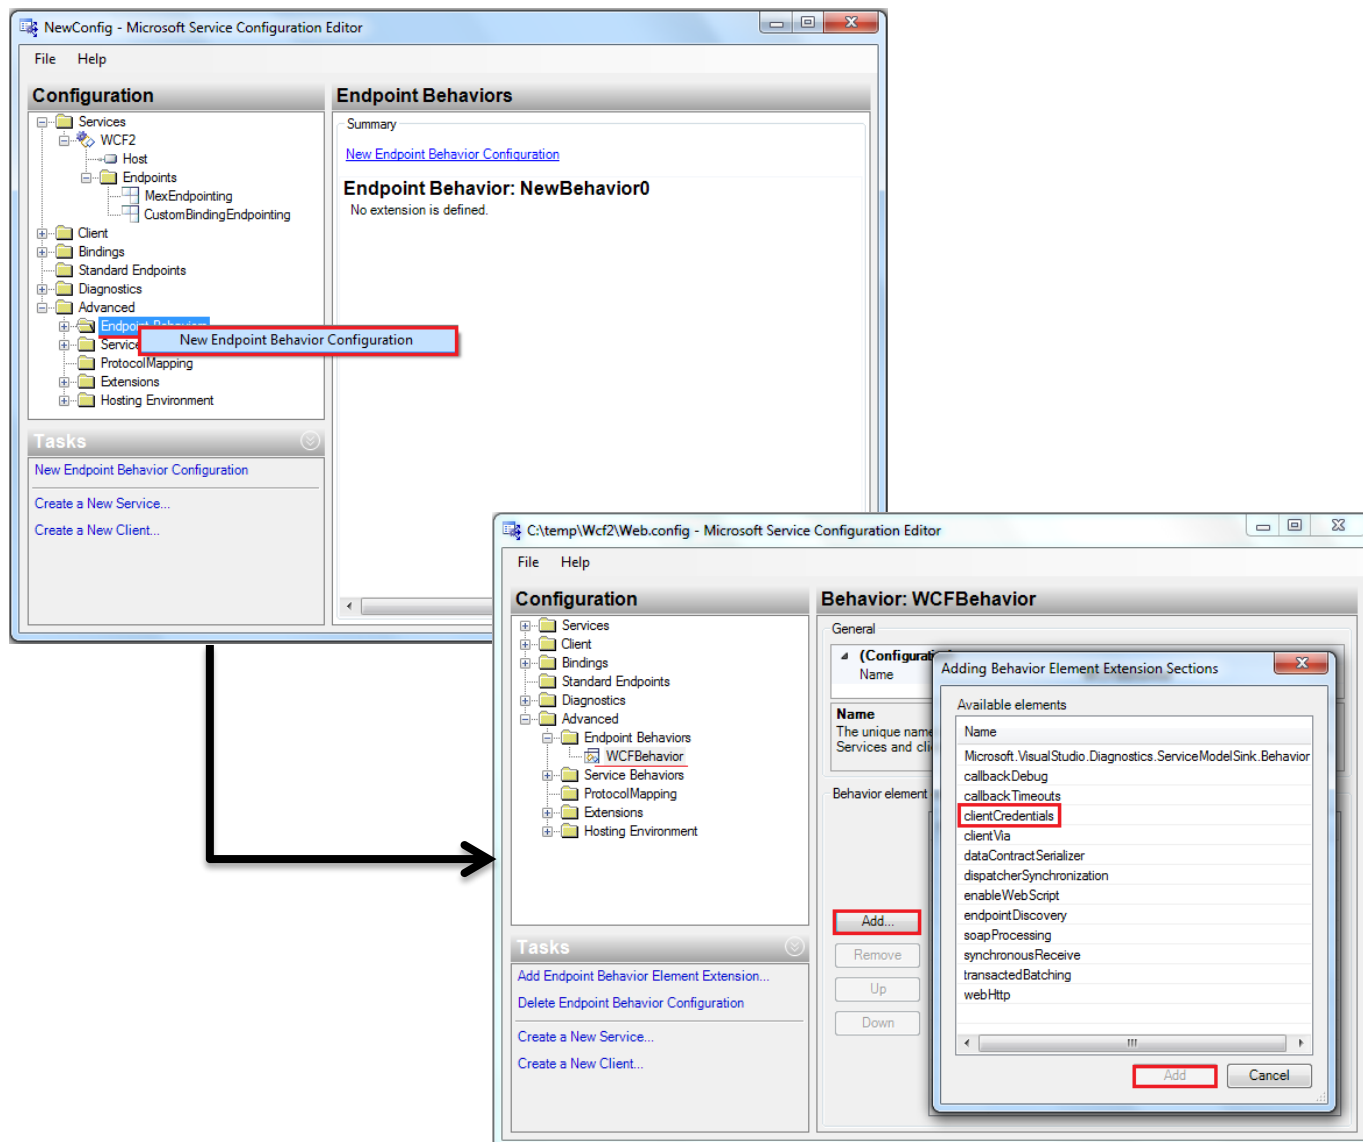 NewConfig - Microsoft Service Configuration Editor
File Help
Configuration
Services
WCF2
Host
Endpoints
MexEndpointing
CustomBindingEndpointing
Client
Bindings
Standard Endpoints
Diagnostics
Advanced
Endpoint Behaviors
New Endpoint Behavior Configuration
Service
ProtocolMapping
Extensions
Hosting Environment
Tasks
New Endpoint Behavior Configuration
Create a New Service...
Create a New Client...
Endpoint Behaviors
Summary
New Endpoint Behavior Configuration
Endpoint Behavior: NewBehavior0
No extension is defined.
C:\temp\Wcf2\Web.config - Microsoft Service Configuration Editor
File Help
Configuration
Services
Client
Bindings
Standard Endpoints
Diagnostics
Advanced
Endpoint Behaviors
WCFBehavior
Service Behaviors
ProtocolMapping
Extensions
Hosting Environment
Tasks
Add Endpoint Behavior Element Extension...
Delete Endpoint Behavior Configuration
Create a New Service...
Create a New Client...
Behavior: WCFBehavior
General
(Configurati
Name
Name
The unique name
Services and cli
Behavior element
Add...
Remove
Up
Down
Adding Behavior Element Extension Sections
Available elements
Name
Microsoft.VisualStudio.Diagnostics.ServiceModelSink.Behavior
callbackDebug
callbackTimeouts
clientCredentials
clientVia
dataContractSerializer
dispatcherSynchronization
enableWebScript
endpointDiscovery
soapProcessing
synchronousReceive
transactedBatching
webHttp
Add Cancel